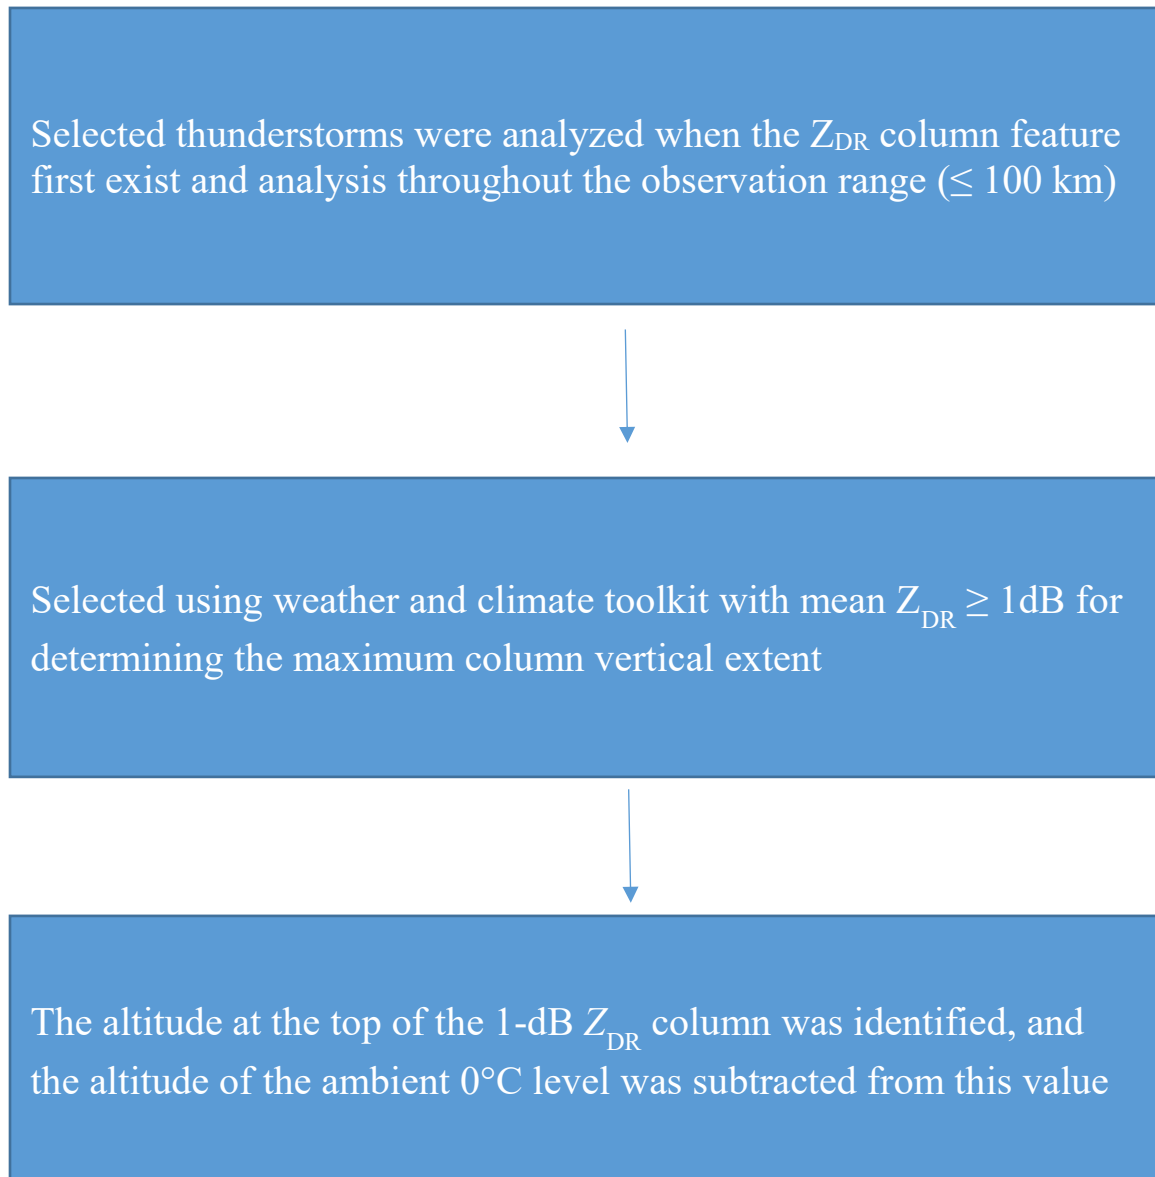 Selected thunderstorms were analyzed when the ZDR column feature
first exist and analysis throughout the observation range (≤ 100 km)
Selected using weather and climate toolkit with mean ZDR ≥ 1dB for
determining the maximum column vertical extent
The altitude at the top of the 1-dB ZDR column was identified, and
the altitude of the ambient 0°C level was subtracted from this value